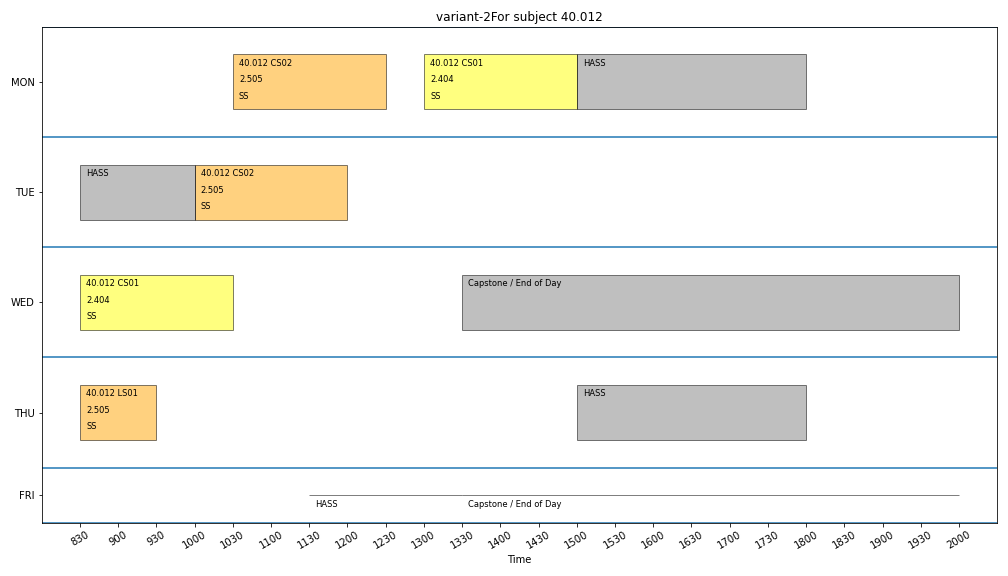 variant-2For subject 40.012
MON
40.012 CS02
2.505
SS
40.012 CS01
2.404
SS
HASS
TUE
HASS
40.012 CS02
2.505
SS
WED
40.012 CS01
2.404
SS
Capstone / End of Day
THU
40.012 LS01
2.505
SS
HASS
FRI
HASS
Capstone / End of Day
830 900 930 1000 1030 1100 1130 1200 1230 1300 1330 1400 1430 1500 1600 1630 1700 1730 1800 1830 1900 1930 2000
Time